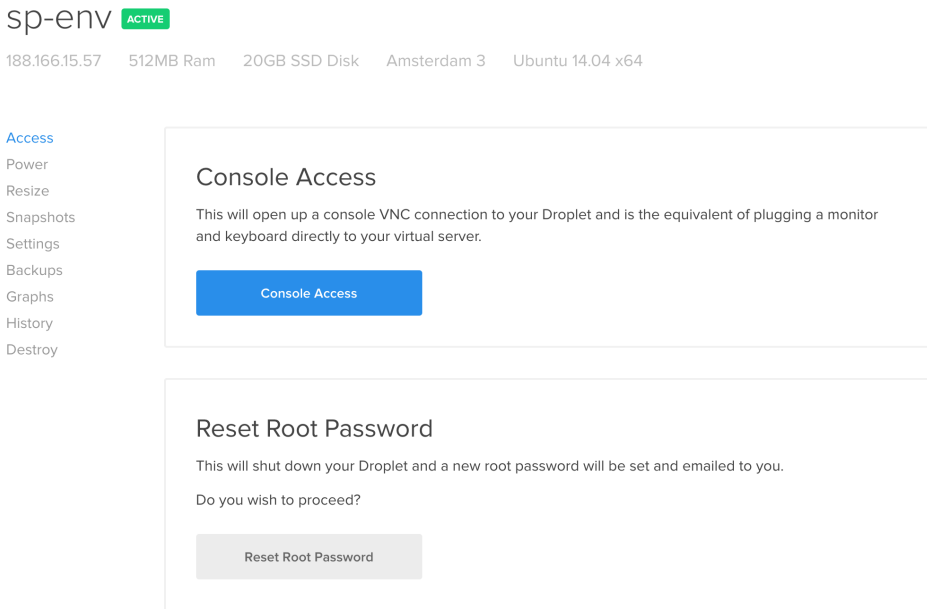 sp-env ACTIVE
188.166.15.57 512MB Ram 20GB SSD Disk Amsterdam 3 Ubuntu 14.04 x64
Access
Power
Resize
Snapshots
Settings
Backups
Graphs
History
Destroy
Console Access
This will open up a console VNC connection to your Droplet and is the equivalent of plugging a monitor
and keyboard directly to your virtual server.
Console Access
Reset Root Password
This will shut down your Droplet and a new root password will be set and emailed to you.
Do you wish to proceed?
Reset Root Password